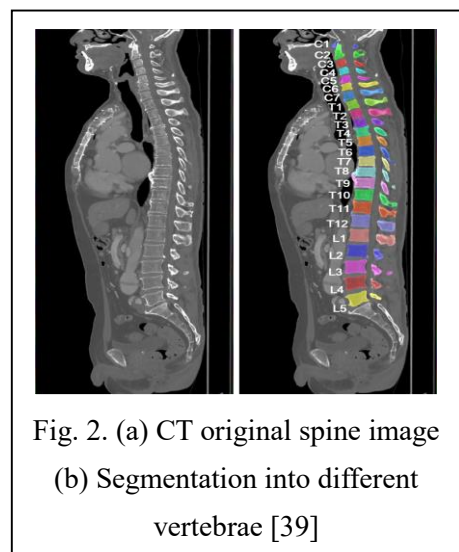 C1
C2
C3
C4
C5
C6
C7
T1
T2
T3
T4
T5
T6
T7
T8
T9
T10
T11
T12
L1
L2
L3
L4
L5
Fig. 2. (a) CT original spine image
(b) Segmentation into different
vertebrae [39]